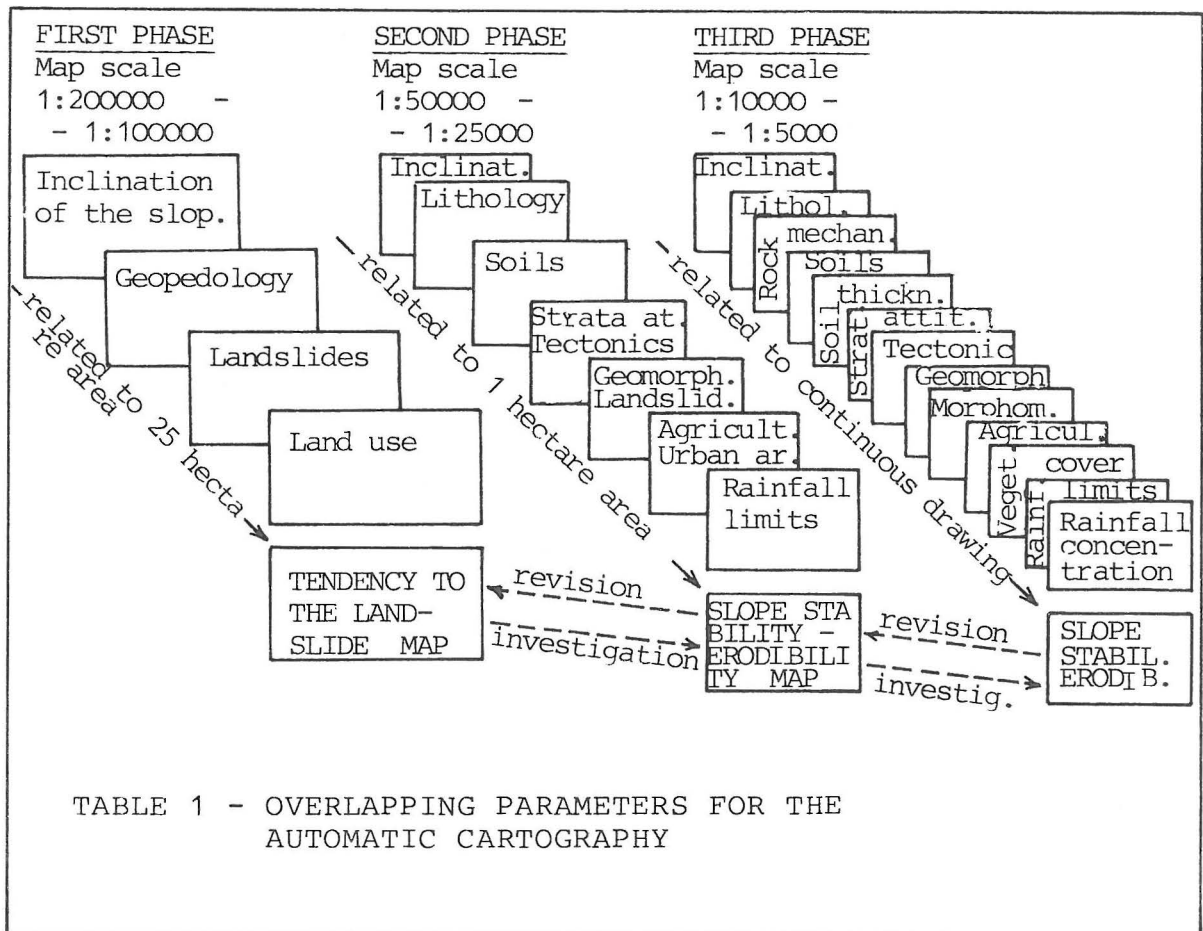 FIRST PHASE
Map scale
1:200000 -
- 1:100000
Inclination
of the slop.
Geopedology
Landslides
Land use
related to 25 hecta
re area
TENDENCY TO
THE LAND-
SLIDE MAP
SECOND PHASE
Map scale
1:50000 -
- 1:25000
Inclinat.
Lithology
Soils
Strata at.
Tectonics
Geomorph.
Landslid.
Agricult.
Urban ar.
Rainfall
limits
related to 1 hectare area
revision
investigation
SLOPE STA
BILITY -
ERODIBILI
TY MAP
THIRD PHASE
Map scale
1:10000 -
- 1:5000
Inclinat.
Lithol.
Rock mechan.
Soils
Soil thickn.
Strat attit.
Tectonic
Geomorph
Morphom.
Agricul.
Veget. cover
Rainf. limits
Rainfall
concen-
tration
related to continuous drawing
revision
investig.
SLOPE
STABIL.
ERODIB.
TABLE 1 - OVERLAPPING PARAMETERS FOR THE
AUTOMATIC CARTOGRAPHY